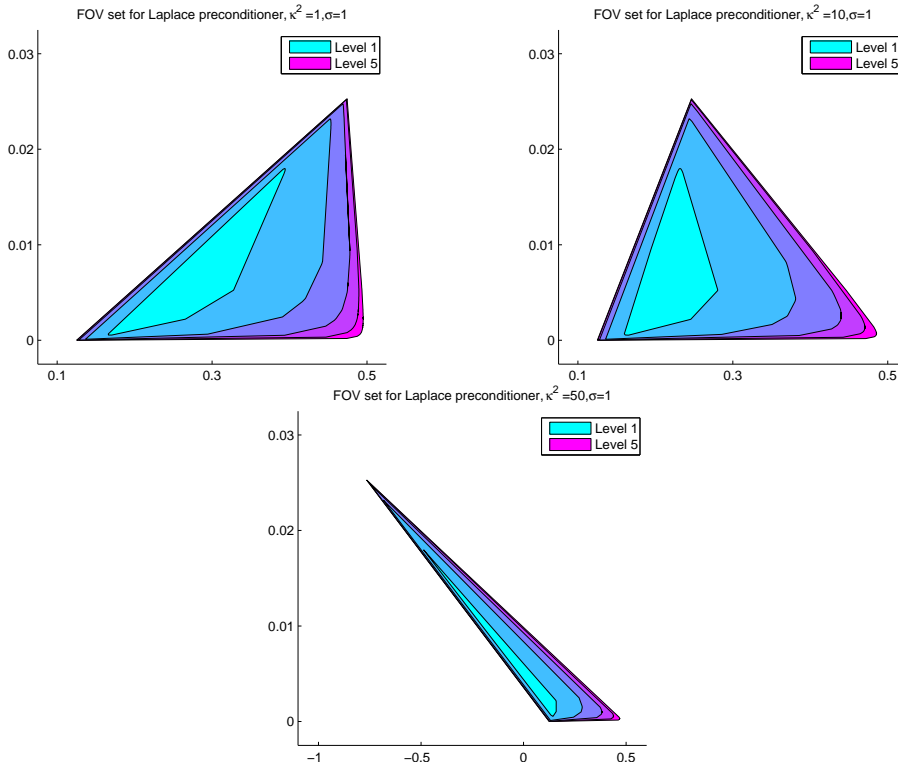 FOV set for Laplace preconditioner, κ² =1,σ=1
0.03
0.02
0.01
0
0.1
0.3
0.5
Level 1
Level 5
FOV set for Laplace preconditioner, κ² =10,σ=1
0.03
0.02
0.01
0
0.1
0.3
0.5
Level 1
Level 5
FOV set for Laplace preconditioner, κ² =50,σ=1
0.03
0.02
0.01
0
−1
−0.5
0
0.5
Level 1
Level 5